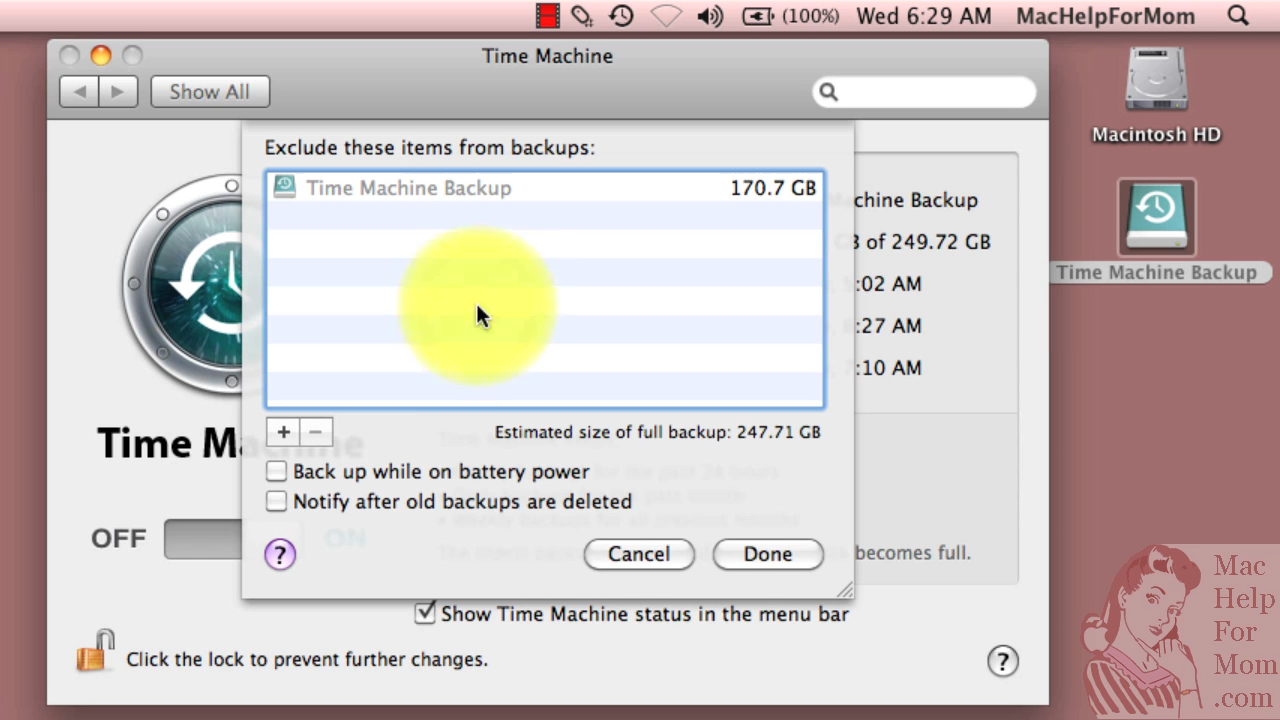 (100%) Wed 6:29 AM MacHelpForMom
Time Machine
Show All
Macintosh HD
Time Machine Backup
Exclude these items from backups:
Time Machine Backup 170.7 GB
chine Backup
GB of 249.72 GB
5:02 AM
:27 AM
7:10 AM
+ −
Estimated size of full backup: 247.71 GB
Time Machine
Back up while on battery power
Notify after old backups are deleted
OFF ON
?
Cancel
Done
becomes full.
Show Time Machine status in the menu bar
Click the lock to prevent further changes.
?
Mac
Help
For
Mom
.com